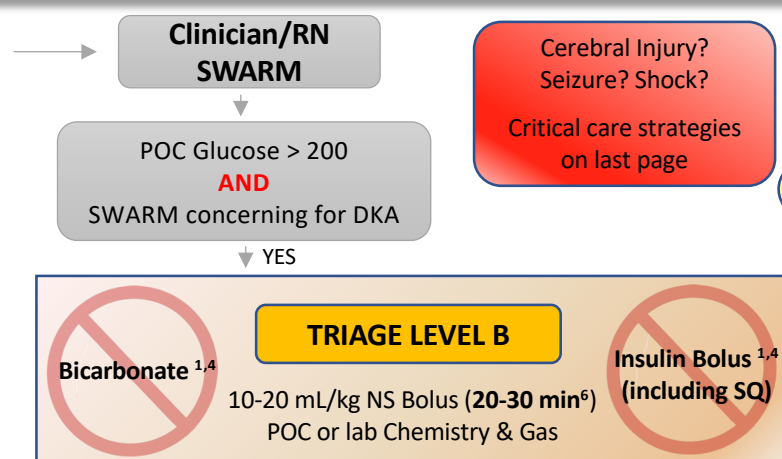 Clinician/RN
SWARM
Cerebral Injury?
Seizure? Shock?
Critical care strategies
on last page
POC Glucose > 200
AND
SWARM concerning for DKA
YES
TRIAGE LEVEL B
Bicarbonate 1,4
10-20 mL/kg NS Bolus (20-30 min6)
POC or lab Chemistry & Gas
Insulin Bolus 1,4
(including SQ)